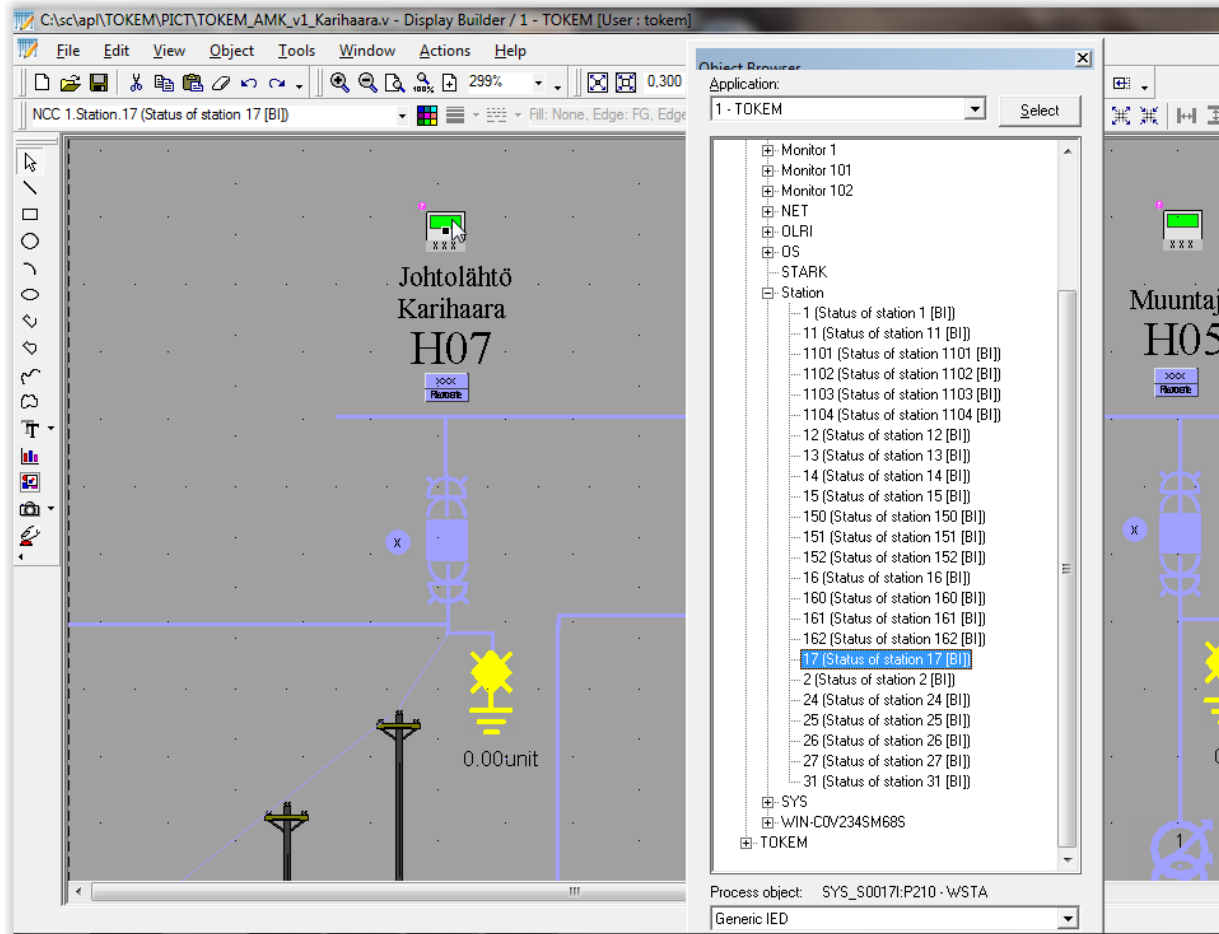 C:\sc\apl\TOKEM\PICT\TOKEM_AMK_v1_Karihaara.v - Display Builder / 1 - TOKEM [User : tokem]
File Edit View Object Tools Window Actions Help
299%
0,300
NCC 1.Station.17 (Status of station 17 [BI])
Fill: None, Edge: FG, Edge
Object Browser
Application:
1 - TOKEM
Select
Monitor 1
Monitor 101
Monitor 102
NET
OLRI
OS
STARK
Station
1 (Status of station 1 [BI])
11 (Status of station 11 [BI])
1101 (Status of station 1101 [BI])
1102 (Status of station 1102 [BI])
1103 (Status of station 1103 [BI])
1104 (Status of station 1104 [BI])
12 (Status of station 12 [BI])
13 (Status of station 13 [BI])
14 (Status of station 14 [BI])
15 (Status of station 15 [BI])
150 (Status of station 150 [BI])
151 (Status of station 151 [BI])
152 (Status of station 152 [BI])
16 (Status of station 16 [BI])
160 (Status of station 160 [BI])
161 (Status of station 161 [BI])
162 (Status of station 162 [BI])
17 (Status of station 17 [BI])
2 (Status of station 2 [BI])
24 (Status of station 24 [BI])
25 (Status of station 25 [BI])
26 (Status of station 26 [BI])
27 (Status of station 27 [BI])
31 (Status of station 31 [BI])
SYS
WIN-C0V234SM68S
TOKEM
Process object: SYS_S0017I:P210 - WSTA
Generic IED
x x x
Johtolähtö
Karihaara
H07
xxx
X
0.00unit
x x x
Muuntaj
H05
xxx
X
1